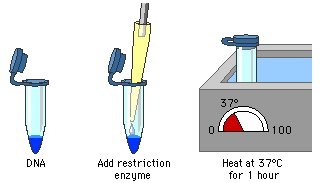 37°
0
100
DNA
Add restriction
enzyme
Heat at 37°C
for 1 hour